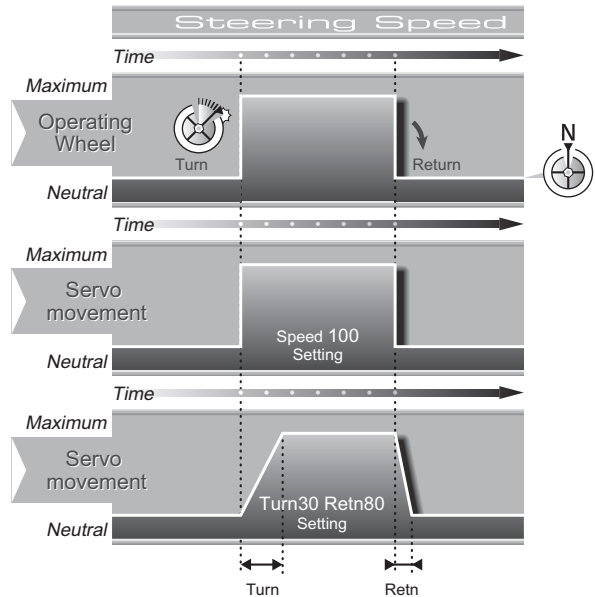 Steering Speed
Time
Maximum
Operating
Wheel
Turn
Return
N
Neutral
Time
Maximum
Servo
movement
Speed 100
Setting
Neutral
Time
Maximum
Servo
movement
Turn30 Retn80
Setting
Neutral
Turn
Retn